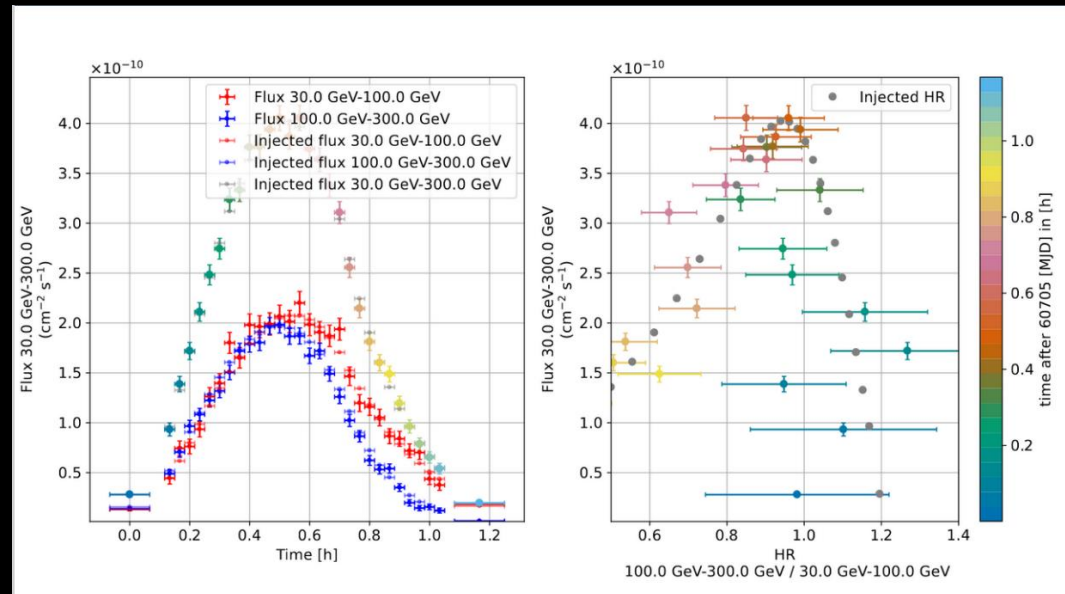 ×10⁻¹⁰
Flux 30.0 GeV-100.0 GeV
Flux 100.0 GeV-300.0 GeV
Injected flux 30.0 GeV-100.0 GeV
Injected flux 100.0 GeV-300.0 GeV
Injected flux 30.0 GeV-300.0 GeV
4.0
3.5
3.0
2.5
2.0
1.5
1.0
0.5
Flux 30.0 GeV-300.0 GeV
(cm⁻² s⁻¹)
0.0 0.2 0.4 0.6 0.8 1.0 1.2
Time [h]
×10⁻¹⁰
Injected HR
4.0
3.5
3.0
2.5
2.0
1.5
1.0
0.5
Flux 30.0 GeV-300.0 GeV
(cm⁻² s⁻¹)
0.6 0.8 1.0 1.2 1.4
HR
100.0 GeV-300.0 GeV / 30.0 GeV-100.0 GeV
1.0
0.8
0.6
0.4
0.2
time after 60705 [MJD] in [h]